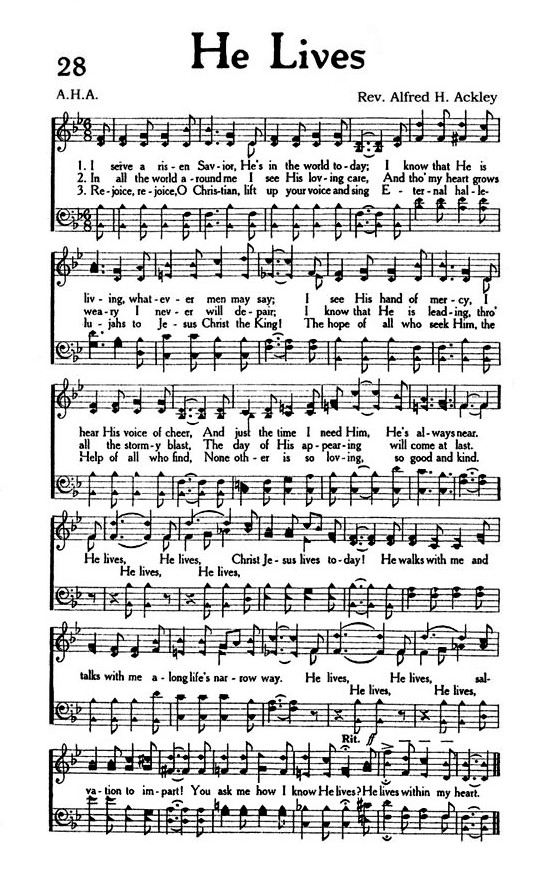 He Lives
28
A.H.A.
Rev. Alfred H. Ackley
1. I serve a ris - en Sav - ior, He's in the world to - day; I know that He is
2. In all the world a - round me I see His lov - ing care, And tho' my heart grows
3. Re - joice, re - joice, O Chris - tian, lift up your voice and sing E - ter - nal hal - le-
liv - ing, what - ev - er men may say; I see His hand of mer - cy, I
wea - ry I nev - er will de - pair; I know that He is lead - ing, thro'
lu - jahs to Je - sus Christ the King! The hope of all who seek Him, the
hear His voice of cheer, And just the time I need Him, He's al - ways near.
all the storm - y blast, The day of His ap - pear - ing will come at last.
Help of all who find, None oth - er is so lov - ing, so good and kind.
He lives, He lives, Christ Je - sus lives to - day! He walks with me and
He lives, He lives,
talks with me a - long life's nar - row way. He lives, He lives, sal-
He lives, He lives,
Rit. ff
va - tion to im - part! You ask me how I know He lives? He lives within my heart.